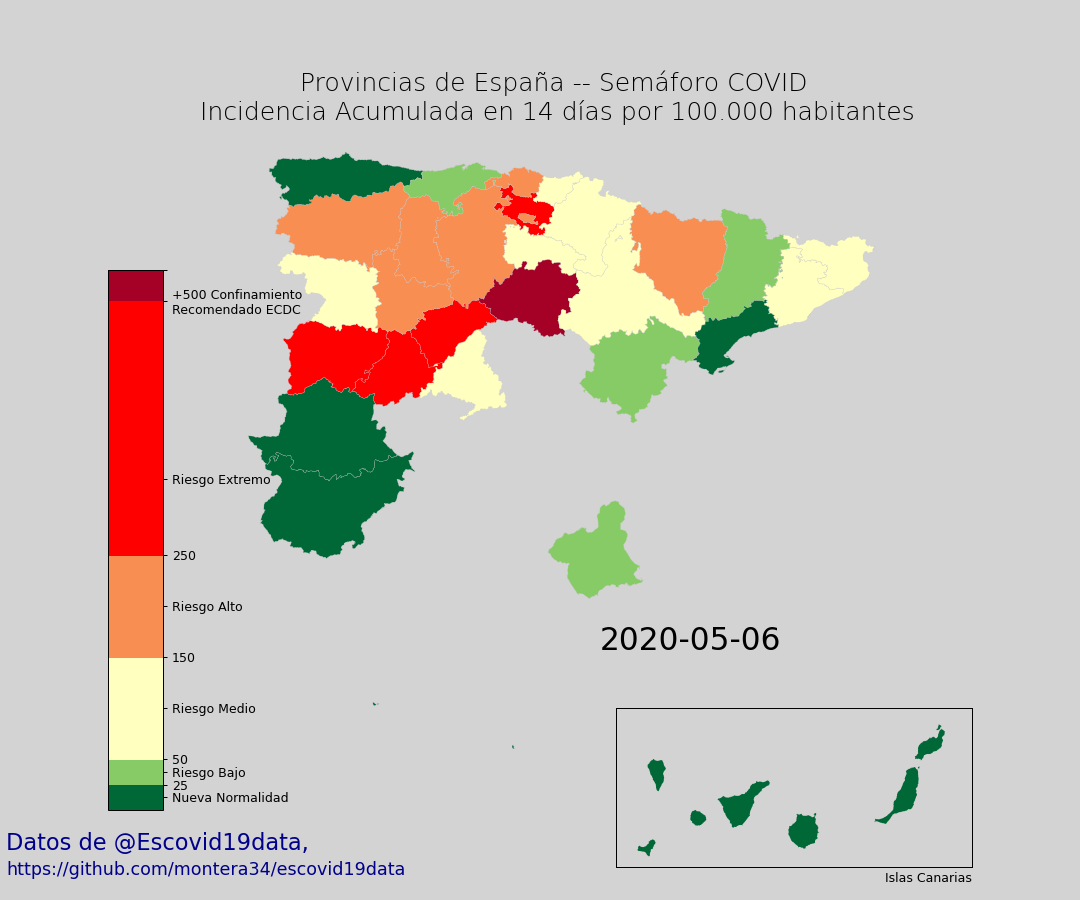 Provincias de España -- Semáforo COVID
Incidencia Acumulada en 14 días por 100.000 habitantes
+500 Confinamiento
Recomendado ECDC
Riesgo Extremo
250
Riesgo Alto
150
Riesgo Medio
50
Riesgo Bajo
25
Nueva Normalidad
2020-05-06
Islas Canarias
Datos de @Escovid19data,
https://github.com/montera34/escovid19data